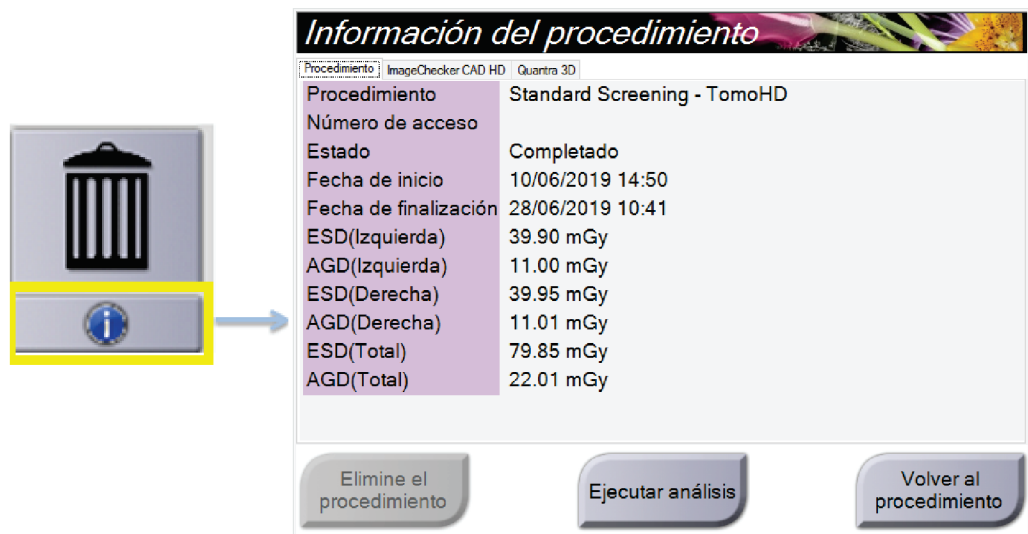 Información del procedimiento
Procedimiento ImageChecker CAD HD Quantra 3D
Procedimiento Standard Screening - TomoHD
Número de acceso
Estado Completado
Fecha de inicio 10/06/2019 14:50
Fecha de finalización 28/06/2019 10:41
ESD(Izquierda) 39.90 mGy
AGD(Izquierda) 11.00 mGy
ESD(Derecha) 39.95 mGy
AGD(Derecha) 11.01 mGy
ESD(Total) 79.85 mGy
AGD(Total) 22.01 mGy
Elimine el
procedimiento
Ejecutar análisis
Volver al
procedimiento